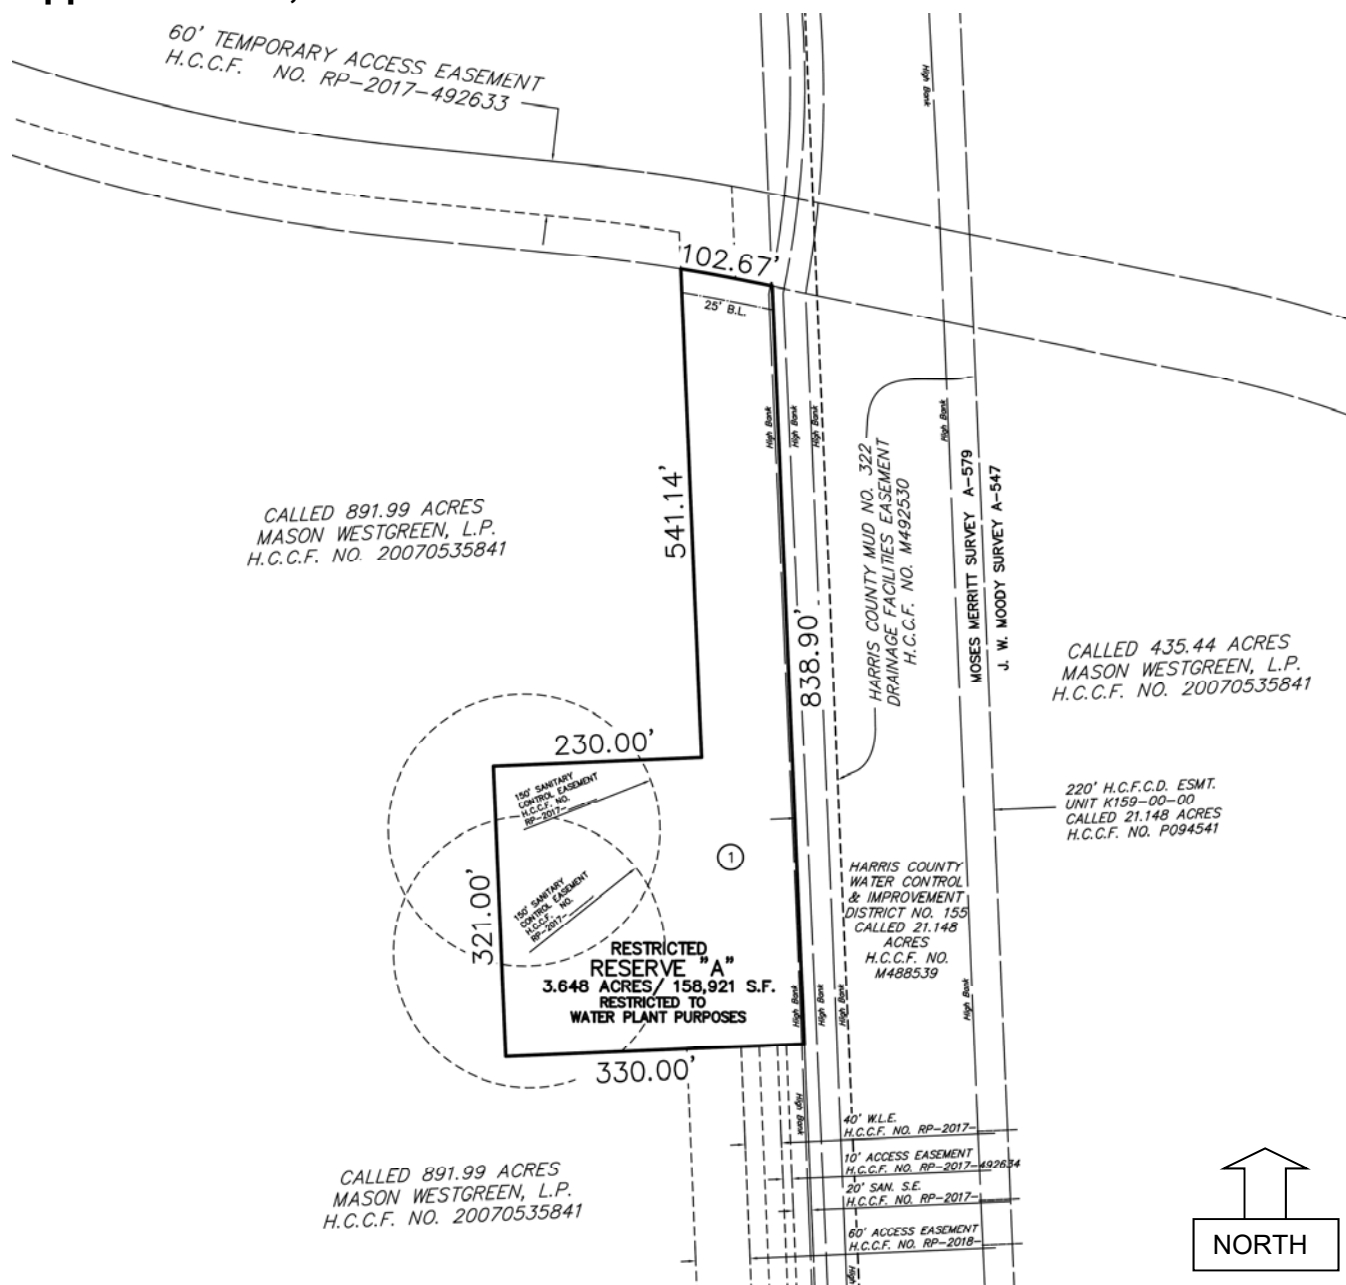 60' TEMPORARY ACCESS EASEMENT
H.C.C.F. NO. RP-2017-492633
High Bank
102.67'
25' B.L.
High Bank
High Bank
High Bank
High Bank
541.14'
838.90'
HARRIS COUNTY MUD NO. 322
DRAINAGE FACILITIES EASEMENT
H.C.C.F. NO. M492530
MOSES MERRITT SURVEY A-579
J. W. MOODY SURVEY A-547
CALLED 891.99 ACRES
MASON WESTGREEN, L.P.
H.C.C.F. NO. 20070535841
CALLED 435.44 ACRES
MASON WESTGREEN, L.P.
H.C.C.F. NO. 20070535841
230.00'
150' SANITARY
CONTROL EASEMENT
H.C.C.F. NO.
RP-2017-
220' H.C.F.C.D. ESMT.
UNIT K159-00-00
CALLED 21.148 ACRES
H.C.C.F. NO. P094541
1
321.00'
150' SANITARY
CONTROL EASEMENT
H.C.C.F. NO.
RP-2017-
HARRIS COUNTY
WATER CONTROL
& IMPROVEMENT
DISTRICT NO. 155
CALLED 21.148
ACRES
H.C.C.F. NO.
M488539
RESTRICTED
RESERVE "A"
3.648 ACRES/ 158,921 S.F.
RESTRICTED TO
WATER PLANT PURPOSES
High Bank
High Bank
High Bank
High Bank
330.00'
High Bank
40' W.L.E.
H.C.C.F. NO. RP-2017-
10' ACCESS EASEMENT
H.C.C.F. NO. RP-2017-492634
20' SAN. S.E.
H.C.C.F. NO. RP-2017-
60' ACCESS EASEMENT
H.C.C.F. NO. RP-2018-
High
CALLED 891.99 ACRES
MASON WESTGREEN, L.P.
H.C.C.F. NO. 20070535841
NORTH